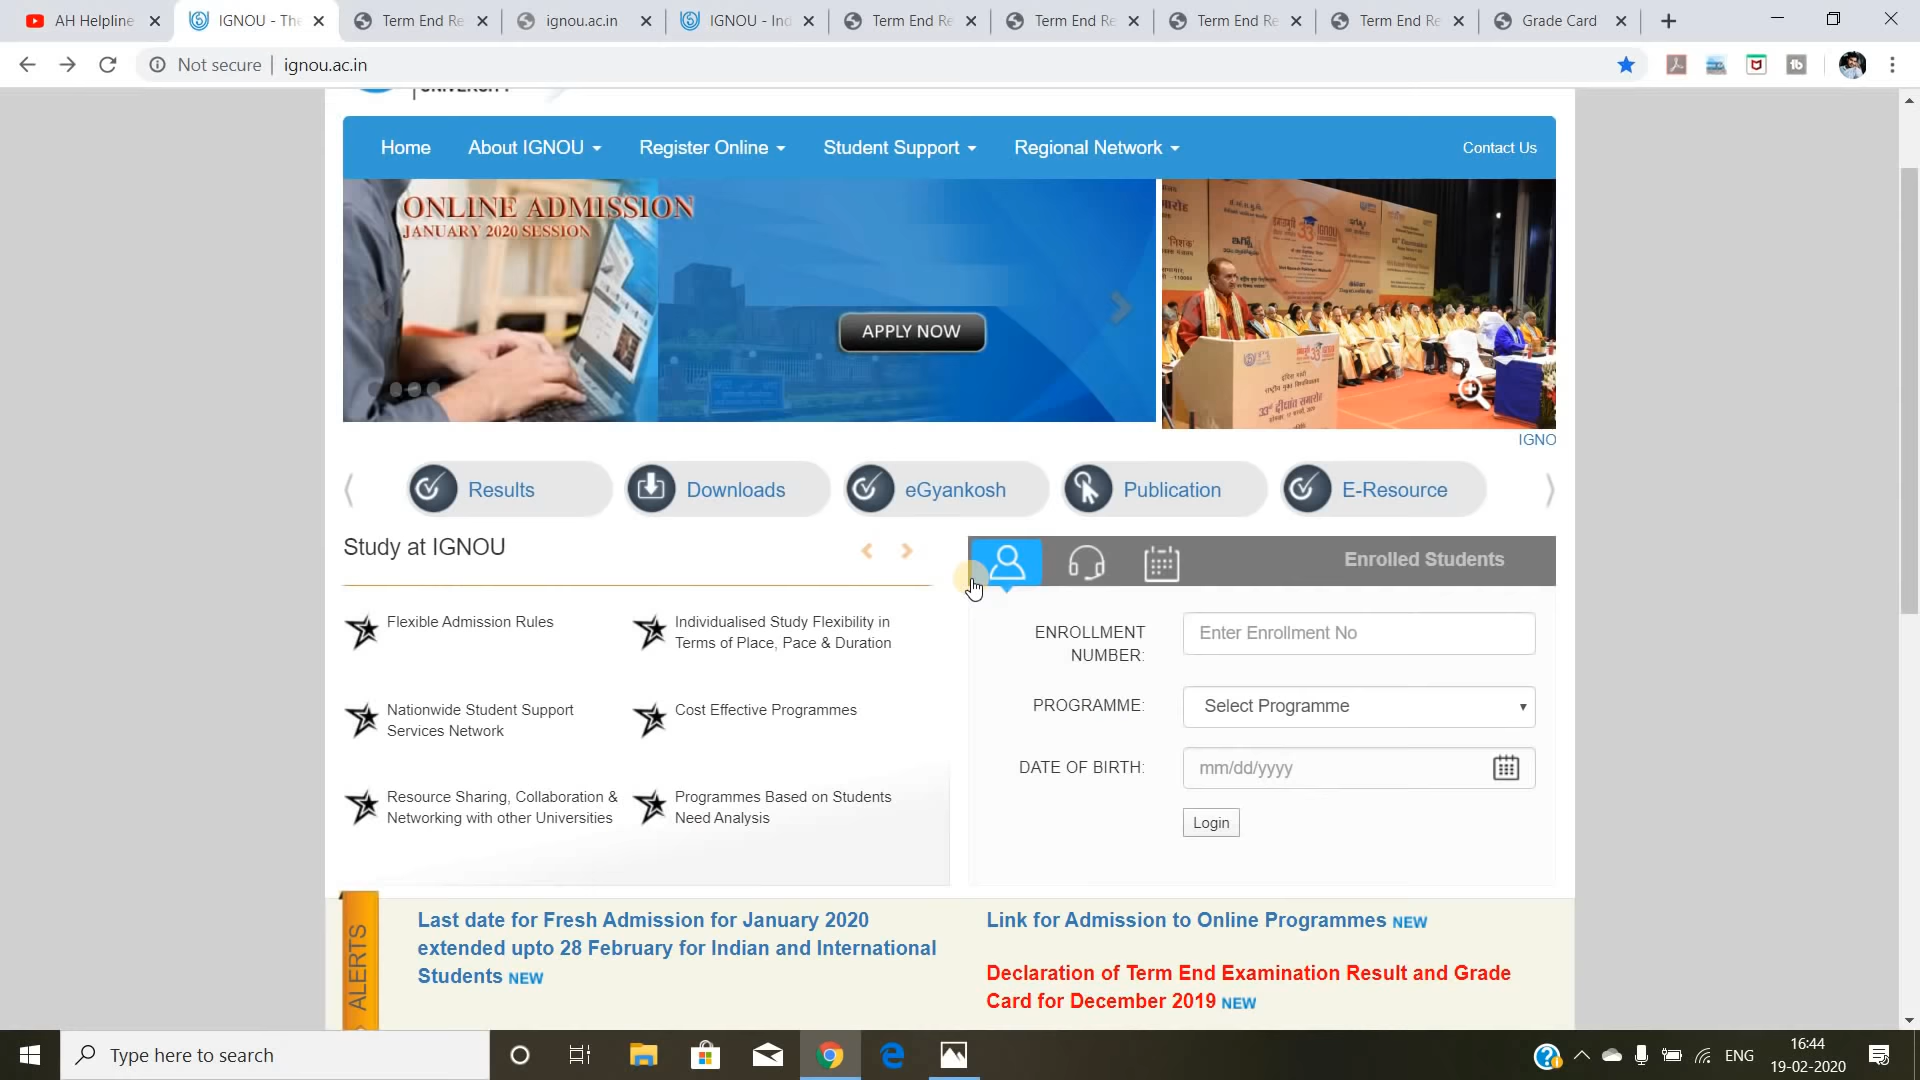 AH Helpline
IGNOU - The
Term End Re
ignou.ac.in
IGNOU - Ind
Term End Re
Term End Re
Term End Re
Term End Re
Grade Card
Not secure
ignou.ac.in
UNIVERSITY
Home
About IGNOU
Register Online
Student Support
Regional Network
Contact Us
ONLINE ADMISSION
JANUARY 2020 SESSION
APPLY NOW
IGNO
Results
Downloads
eGyankosh
Publication
E-Resource
Study at IGNOU
Flexible Admission Rules
Individualised Study Flexibility in
Terms of Place, Pace & Duration
Nationwide Student Support
Services Network
Cost Effective Programmes
Resource Sharing, Collaboration &
Networking with other Universities
Programmes Based on Students
Need Analysis
Enrolled Students
ENROLLMENT
NUMBER:
Enter Enrollment No
PROGRAMME:
Select Programme
DATE OF BIRTH:
mm/dd/yyyy
Login
ALERTS
Last date for Fresh Admission for January 2020
extended upto 28 February for Indian and International
Students NEW
Link for Admission to Online Programmes NEW
Declaration of Term End Examination Result and Grade
Card for December 2019 NEW
Type here to search
ENG
16:44
19-02-2020